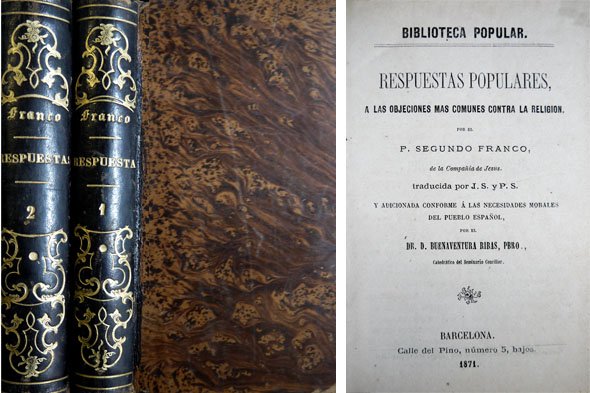 Franco
RESPUESTAS
2
Franco
RESPUESTA
1
BIBLIOTECA POPULAR.
RESPUESTAS POPULARES,
A LAS OBJECIONES MAS COMUNES CONTRA LA RELIGION,
POR EL
P. SEGUNDO FRANCO,
de la Compañía de Jesus.
traducida por J. S. y P. S.
Y ADICIONADA CONFORME Á LAS NECESIDADES MORALES
DEL PUEBLO ESPAÑOL,
POR EL
DR. D. BUENAVENTURA RIBAS, PBRO.,
Catedrático del Seminario Conciliar.
BARCELONA.
Calle del Pino, número 5, bajos.
1871.